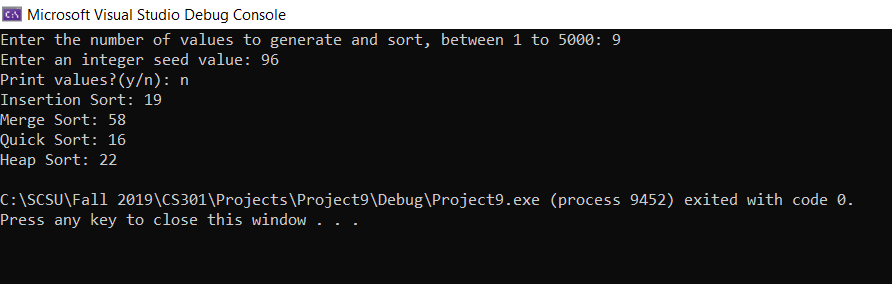 C:\ Microsoft Visual Studio Debug Console
Enter the number of values to generate and sort, between 1 to 5000: 9
Enter an integer seed value: 96
Print values?(y/n): n
Insertion Sort: 19
Merge Sort: 58
Quick Sort: 16
Heap Sort: 22
C:\SCSU\Fall 2019\CS301\Projects\Project9\Debug\Project9.exe (process 9452) exited with code 0.
Press any key to close this window . . .